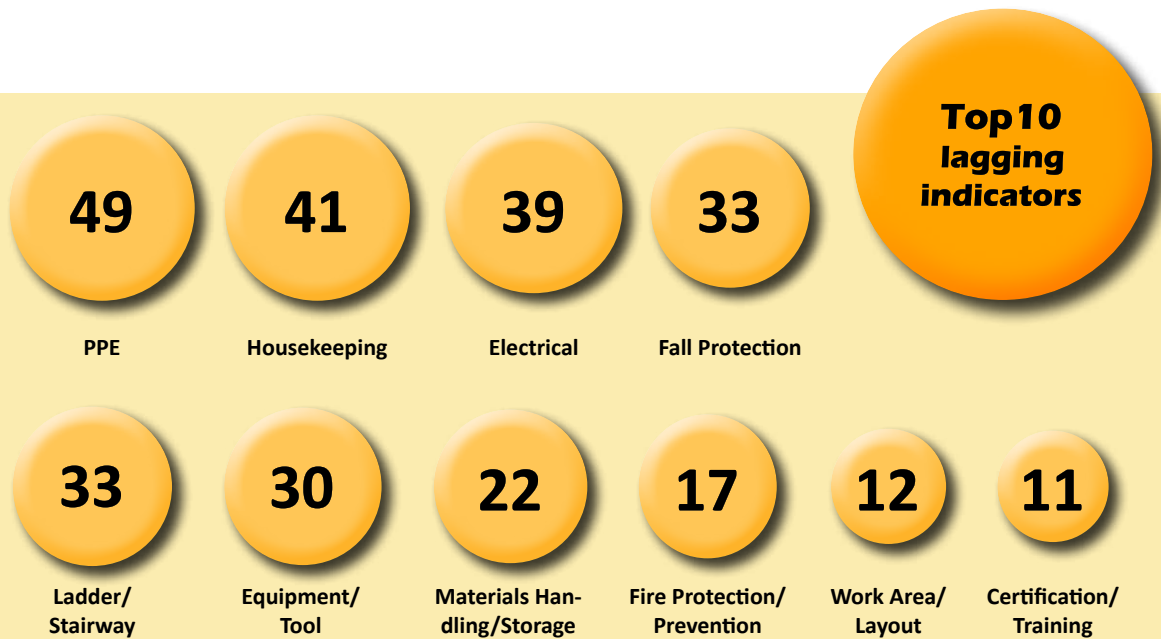 Top10
lagging
indicators
49
41
39
33
PPE
Housekeeping
Electrical
Fall Protection
33
30
22
17
12
11
Ladder/
Stairway
Equipment/
Tool
Materials Han-
dling/Storage
Fire Protection/
Prevention
Work Area/
Layout
Certification/
Training